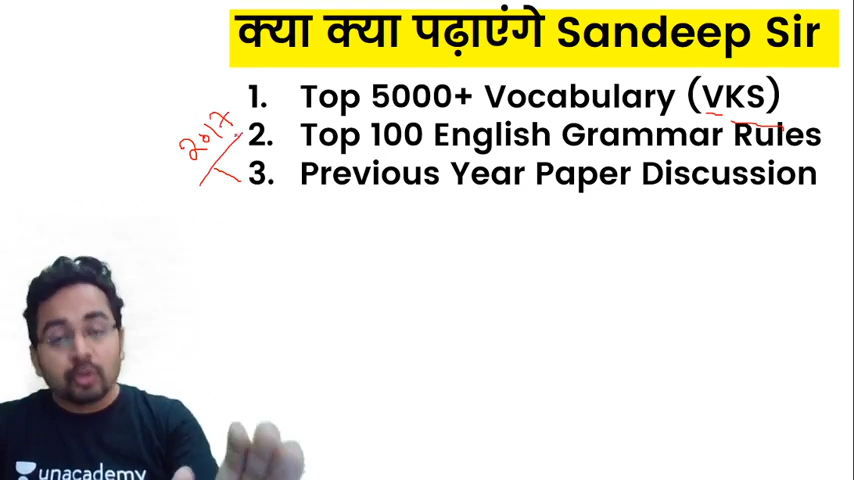 क्या क्या पढ़ाएंगे Sandeep Sir
1. Top 5000+ Vocabulary (VKS)
2. Top 100 English Grammar Rules
2017
3. Previous Year Paper Discussion
unacademy